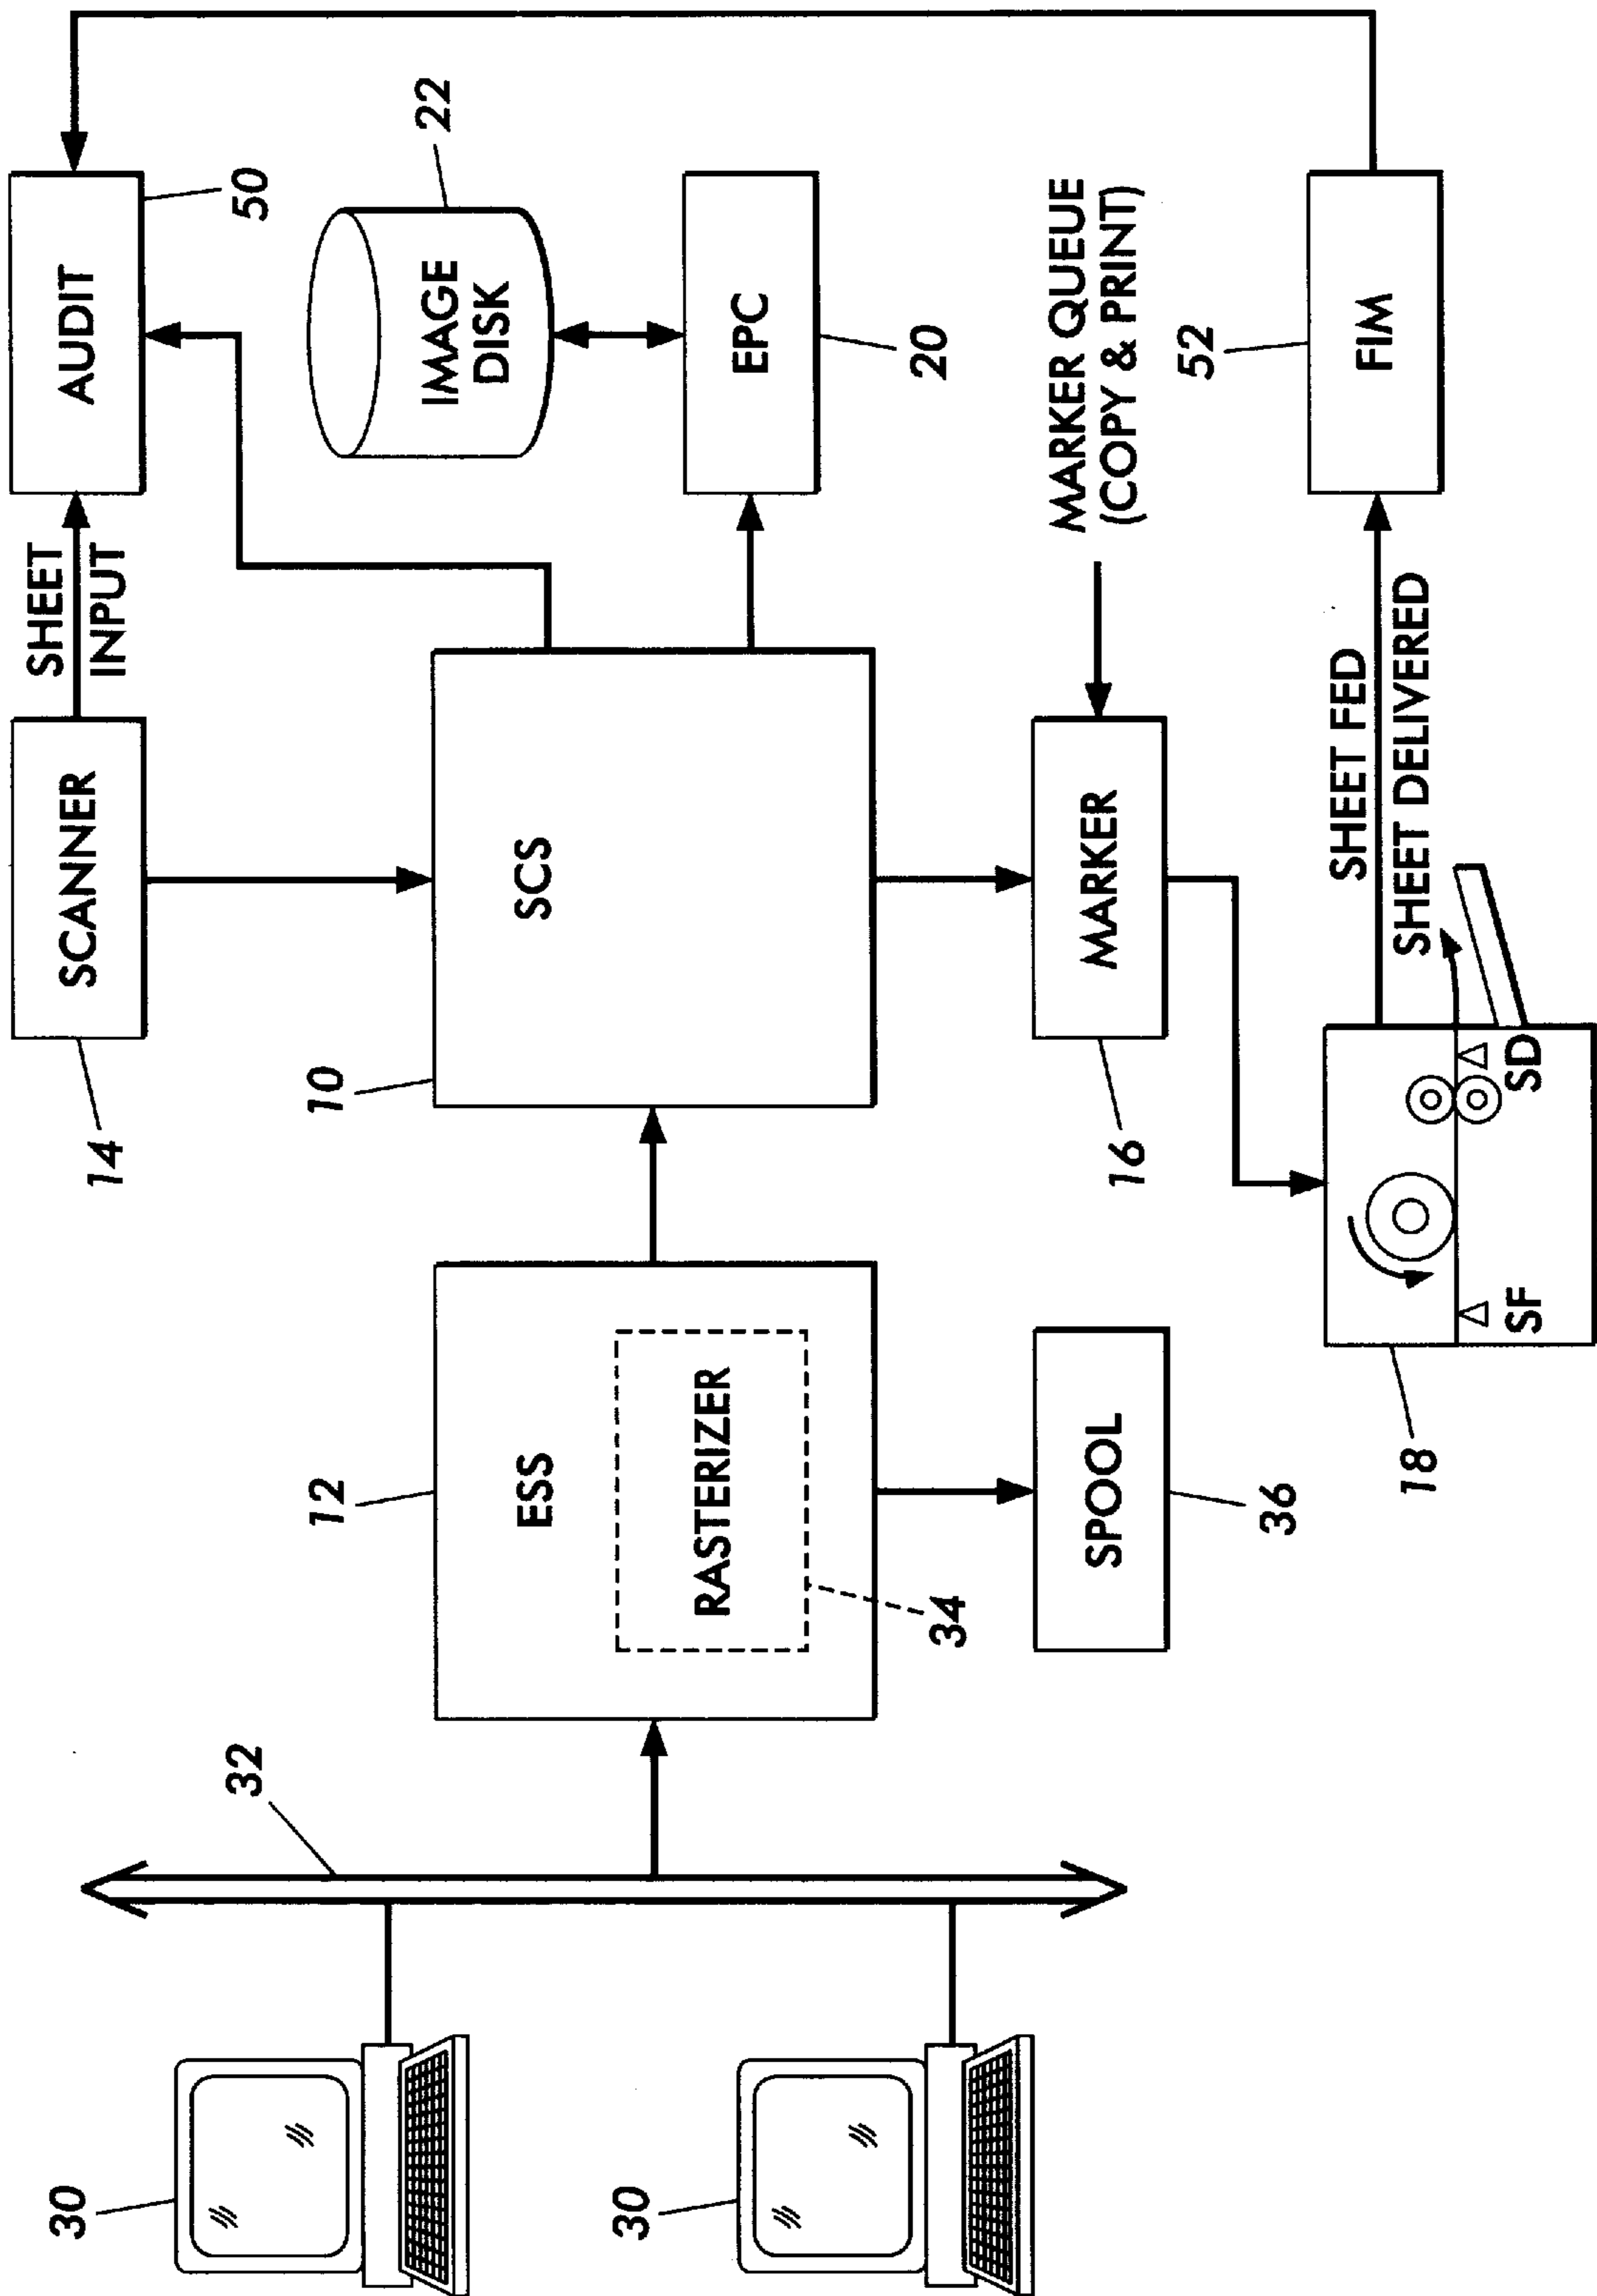 30
30
32
12
ESS
RASTERIZER
34
SPOOL
36
14
SCANNER
SHEET
INPUT
AUDIT
50
10
SCS
IMAGE
DISK
22
EPC
20
16
MARKER
MARKER QUEUE
(COPY & PRINT)
18
SF
SD
SHEET FED
SHEET DELIVERED
52
FIM